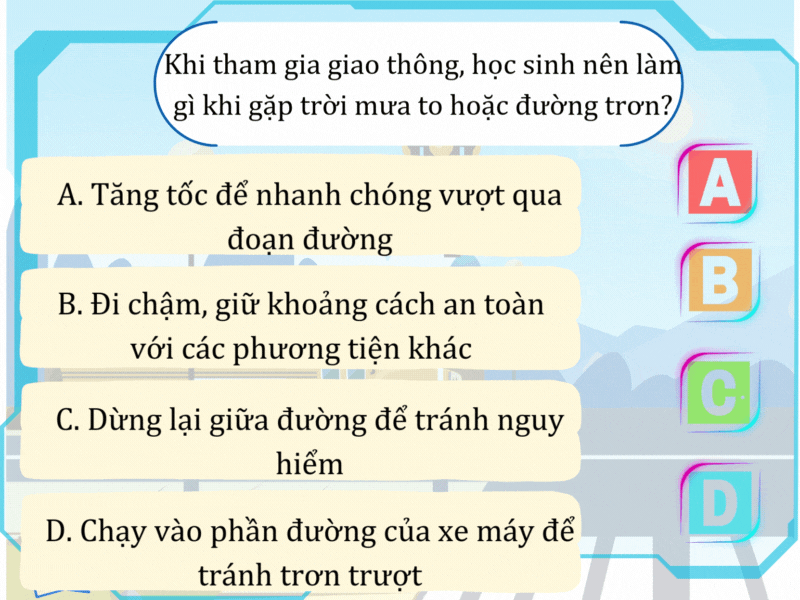 Khi tham gia giao thông, học sinh nên làm
gì khi gặp trời mưa to hoặc đường trơn?
A. Tăng tốc để nhanh chóng vượt qua
đoạn đường
A
B. Đi chậm, giữ khoảng cách an toàn
với các phương tiện khác
B
C. Dừng lại giữa đường để tránh nguy
hiểm
C
D. Chạy vào phần đường của xe máy để
tránh trơn trượt
D